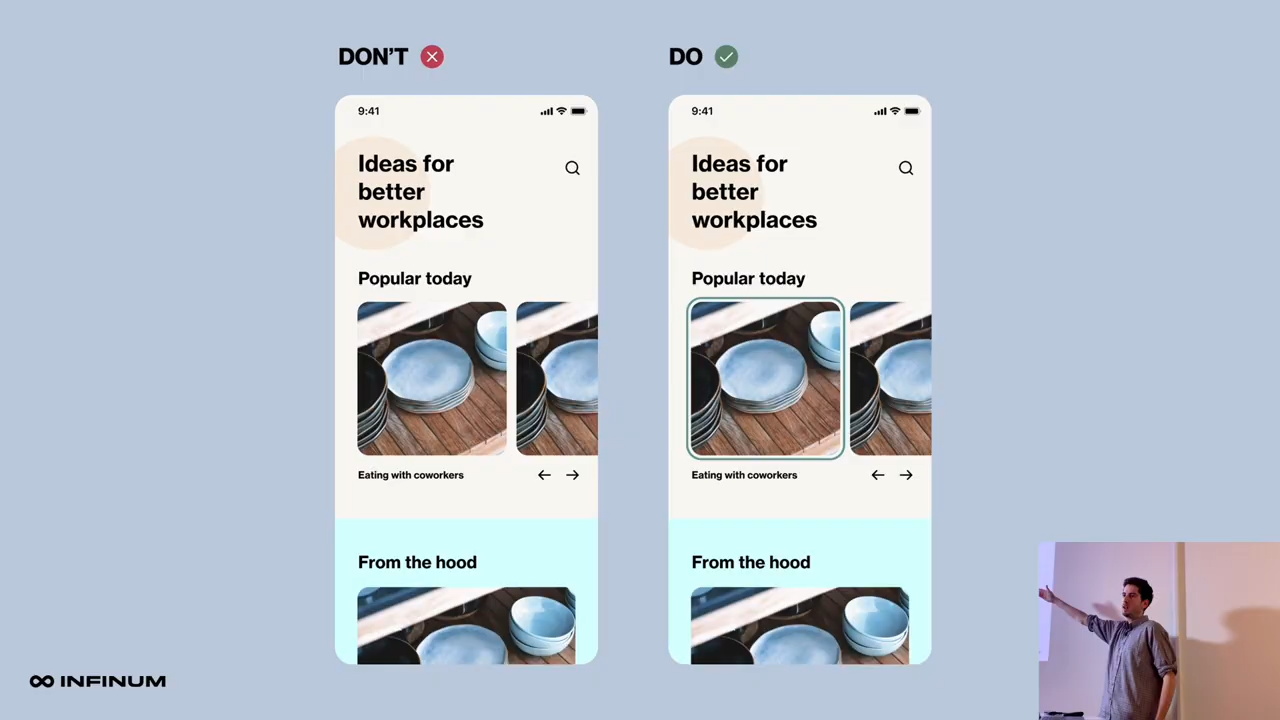 DON'T
9:41
Ideas for
better
workplaces
Popular today
Eating with coworkers
From the hood
DO
9:41
Ideas for
better
workplaces
Popular today
Eating with coworkers
From the hood
INFINUM